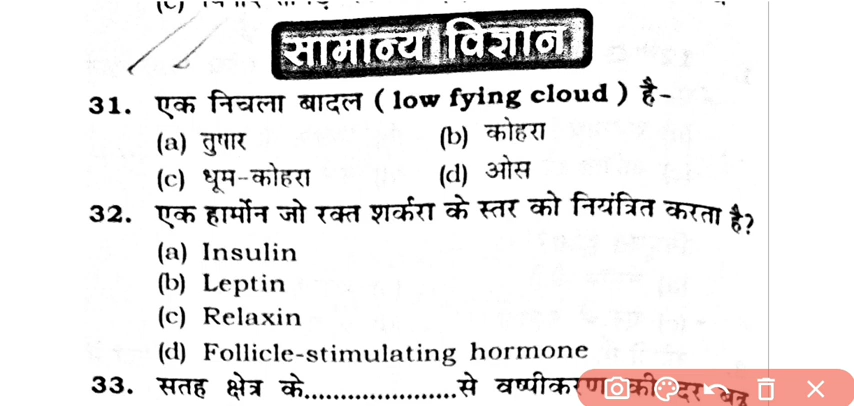 सामान्य विज्ञान
31. एक निचला बादल ( low fying cloud ) है-
(a) तुषार (b) कोहरा
(c) धूम-कोहरा (d) ओस
32. एक हार्मोन जो रक्त शर्करा के स्तर को नियंत्रित करता है?
(a) Insulin
(b) Leptin
(c) Relaxin
(d) Follicle-stimulating hormone
33. सतह क्षेत्र के.....................से वष्पीकरण की दर